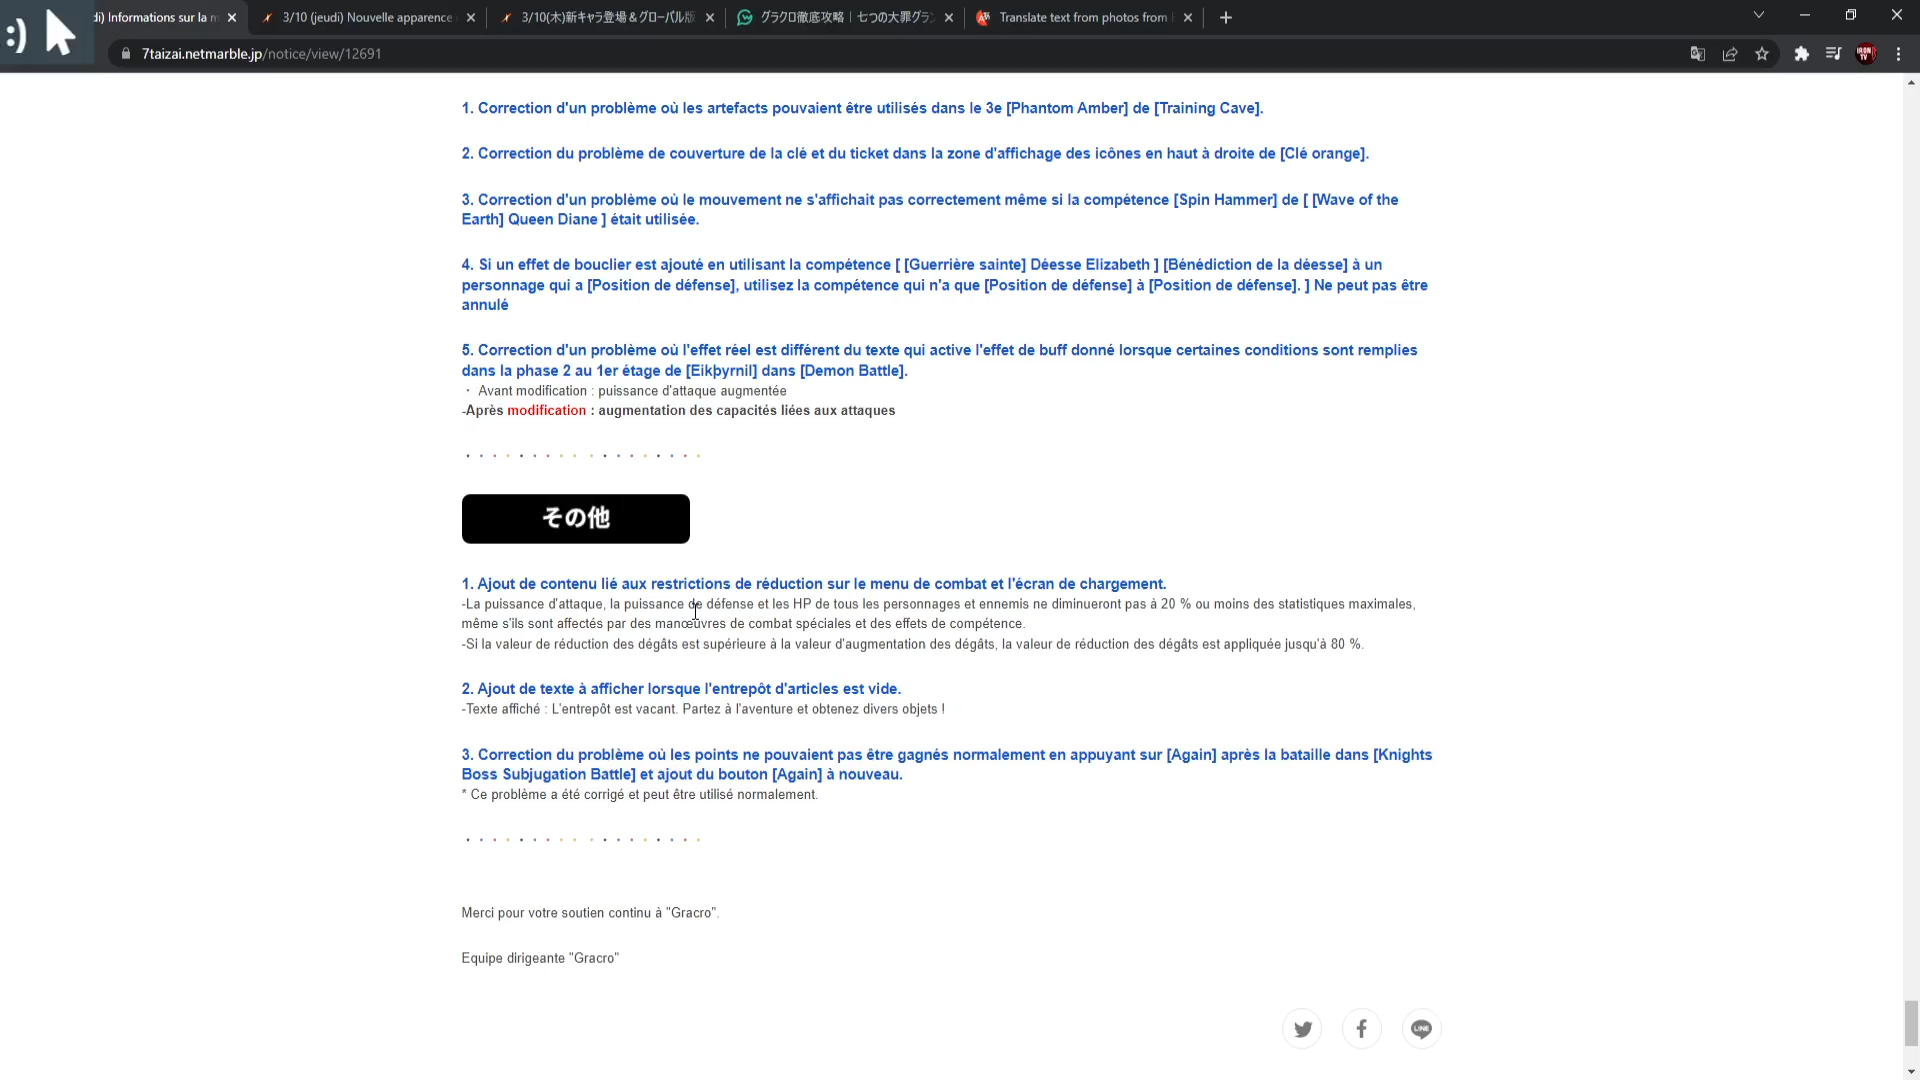 :)
di) Informations sur la m
3/10 (jeudi) Nouvelle apparence
3/10(木)新キャラ登場&グローバル版
グラクロ徹底攻略 | 七つの大罪グラン
Translate text from photos from
7taizai.netmarble.jp/notice/view/12691
IRON TV
1. Correction d'un problème où les artefacts pouvaient être utilisés dans le 3e [Phantom Amber] de [Training Cave].
2. Correction du problème de couverture de la clé et du ticket dans la zone d'affichage des icônes en haut à droite de [Clé orange].
3. Correction d'un problème où le mouvement ne s'affichait pas correctement même si la compétence [Spin Hammer] de [ [Wave of the
Earth] Queen Diane ] était utilisée.
4. Si un effet de bouclier est ajouté en utilisant la compétence [ [Guerrière sainte] Déesse Elizabeth ] [Bénédiction de la déesse] à un
personnage qui a [Position de défense], utilisez la compétence qui n'a que [Position de défense] à [Position de défense]. ] Ne peut pas être
annulé
5. Correction d'un problème où l'effet réel est différent du texte qui active l'effet de buff donné lorsque certaines conditions sont remplies
dans la phase 2 au 1er étage de [Eikþyrnil] dans [Demon Battle].
・ Avant modification : puissance d'attaque augmentée
-Après modification : augmentation des capacités liées aux attaques
その他
1. Ajout de contenu lié aux restrictions de réduction sur le menu de combat et l'écran de chargement.
-La puissance d'attaque, la puissance de défense et les HP de tous les personnages et ennemis ne diminueront pas à 20 % ou moins des statistiques maximales,
même s'ils sont affectés par des manœuvres de combat spéciales et des effets de compétence.
-Si la valeur de réduction des dégâts est supérieure à la valeur d'augmentation des dégâts, la valeur de réduction des dégâts est appliquée jusqu'à 80 %.
2. Ajout de texte à afficher lorsque l'entrepôt d'articles est vide.
-Texte affiché : L'entrepôt est vacant. Partez à l'aventure et obtenez divers objets !
3. Correction du problème où les points ne pouvaient pas être gagnés normalement en appuyant sur [Again] après la bataille dans [Knights
Boss Subjugation Battle] et ajout du bouton [Again] à nouveau.
* Ce problème a été corrigé et peut être utilisé normalement.
Merci pour votre soutien continu à "Gracro".
Equipe dirigeante "Gracro"
LINE